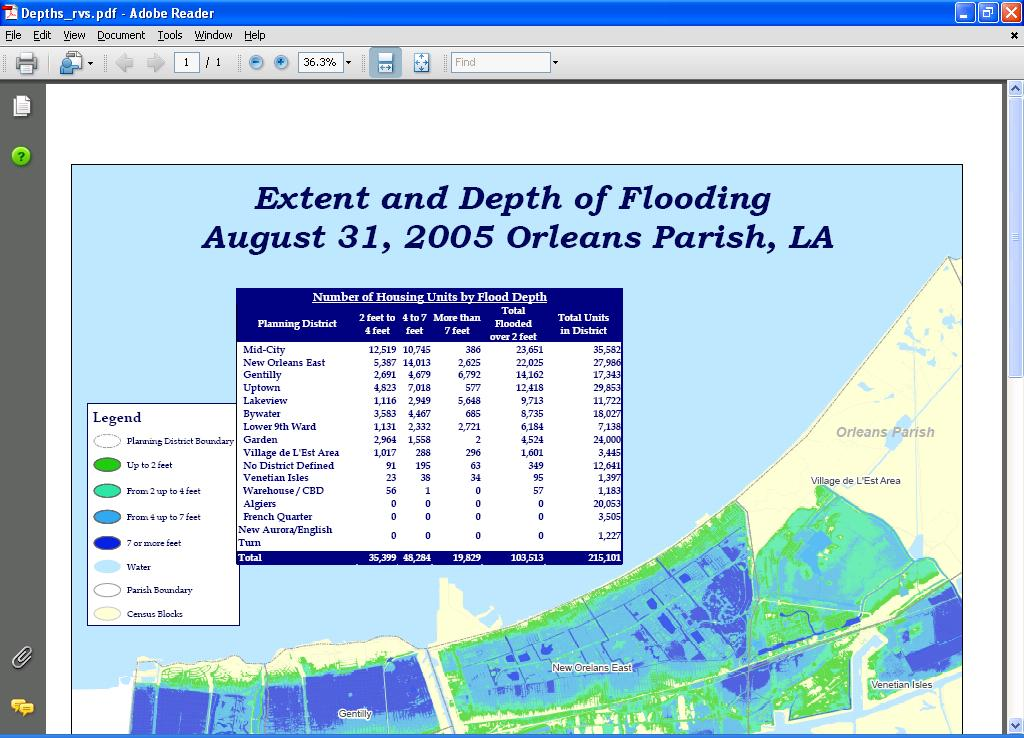 Depths_rvs.pdf - Adobe Reader
File Edit View Document Tools Window Help
1 / 1 36.3% Find
Extent and Depth of Flooding
August 31, 2005 Orleans Parish, LA
Number of Housing Units by Flood Depth
Planning District 2 feet to 4 feet 4 to 7 feet More than 7 feet Total Flooded over 2 feet Total Units in District
Mid-City 12,519 10,745 386 23,651 35,582
New Orleans East 5,387 14,013 2,625 22,025 27,986
Gentilly 2,691 4,679 6,792 14,162 17,343
Uptown 4,823 7,018 577 12,418 29,853
Lakeview 1,116 2,949 5,648 9,713 11,722
Bywater 3,583 4,467 685 8,735 18,027
Lower 9th Ward 1,131 2,332 2,721 6,184 7,138
Garden 2,964 1,558 2 4,524 24,000
Village de L'Est Area 1,017 288 296 1,601 3,445
No District Defined 91 195 63 349 12,641
Venetian Isles 23 38 34 95 1,397
Warehouse / CBD 56 1 0 57 1,183
Algiers 0 0 0 0 20,053
French Quarter 0 0 0 0 3,505
New Aurora/English Turn 0 0 0 0 1,227
Total 35,399 48,284 19,829 103,513 215,101
Legend
Planning District Boundary
Up to 2 feet
From 2 up to 4 feet
From 4 up to 7 feet
7 or more feet
Water
Parish Boundary
Census Blocks
Orleans Parish
Village de L'Est Area
New Orelans East
Venetian Isles
Gentilly